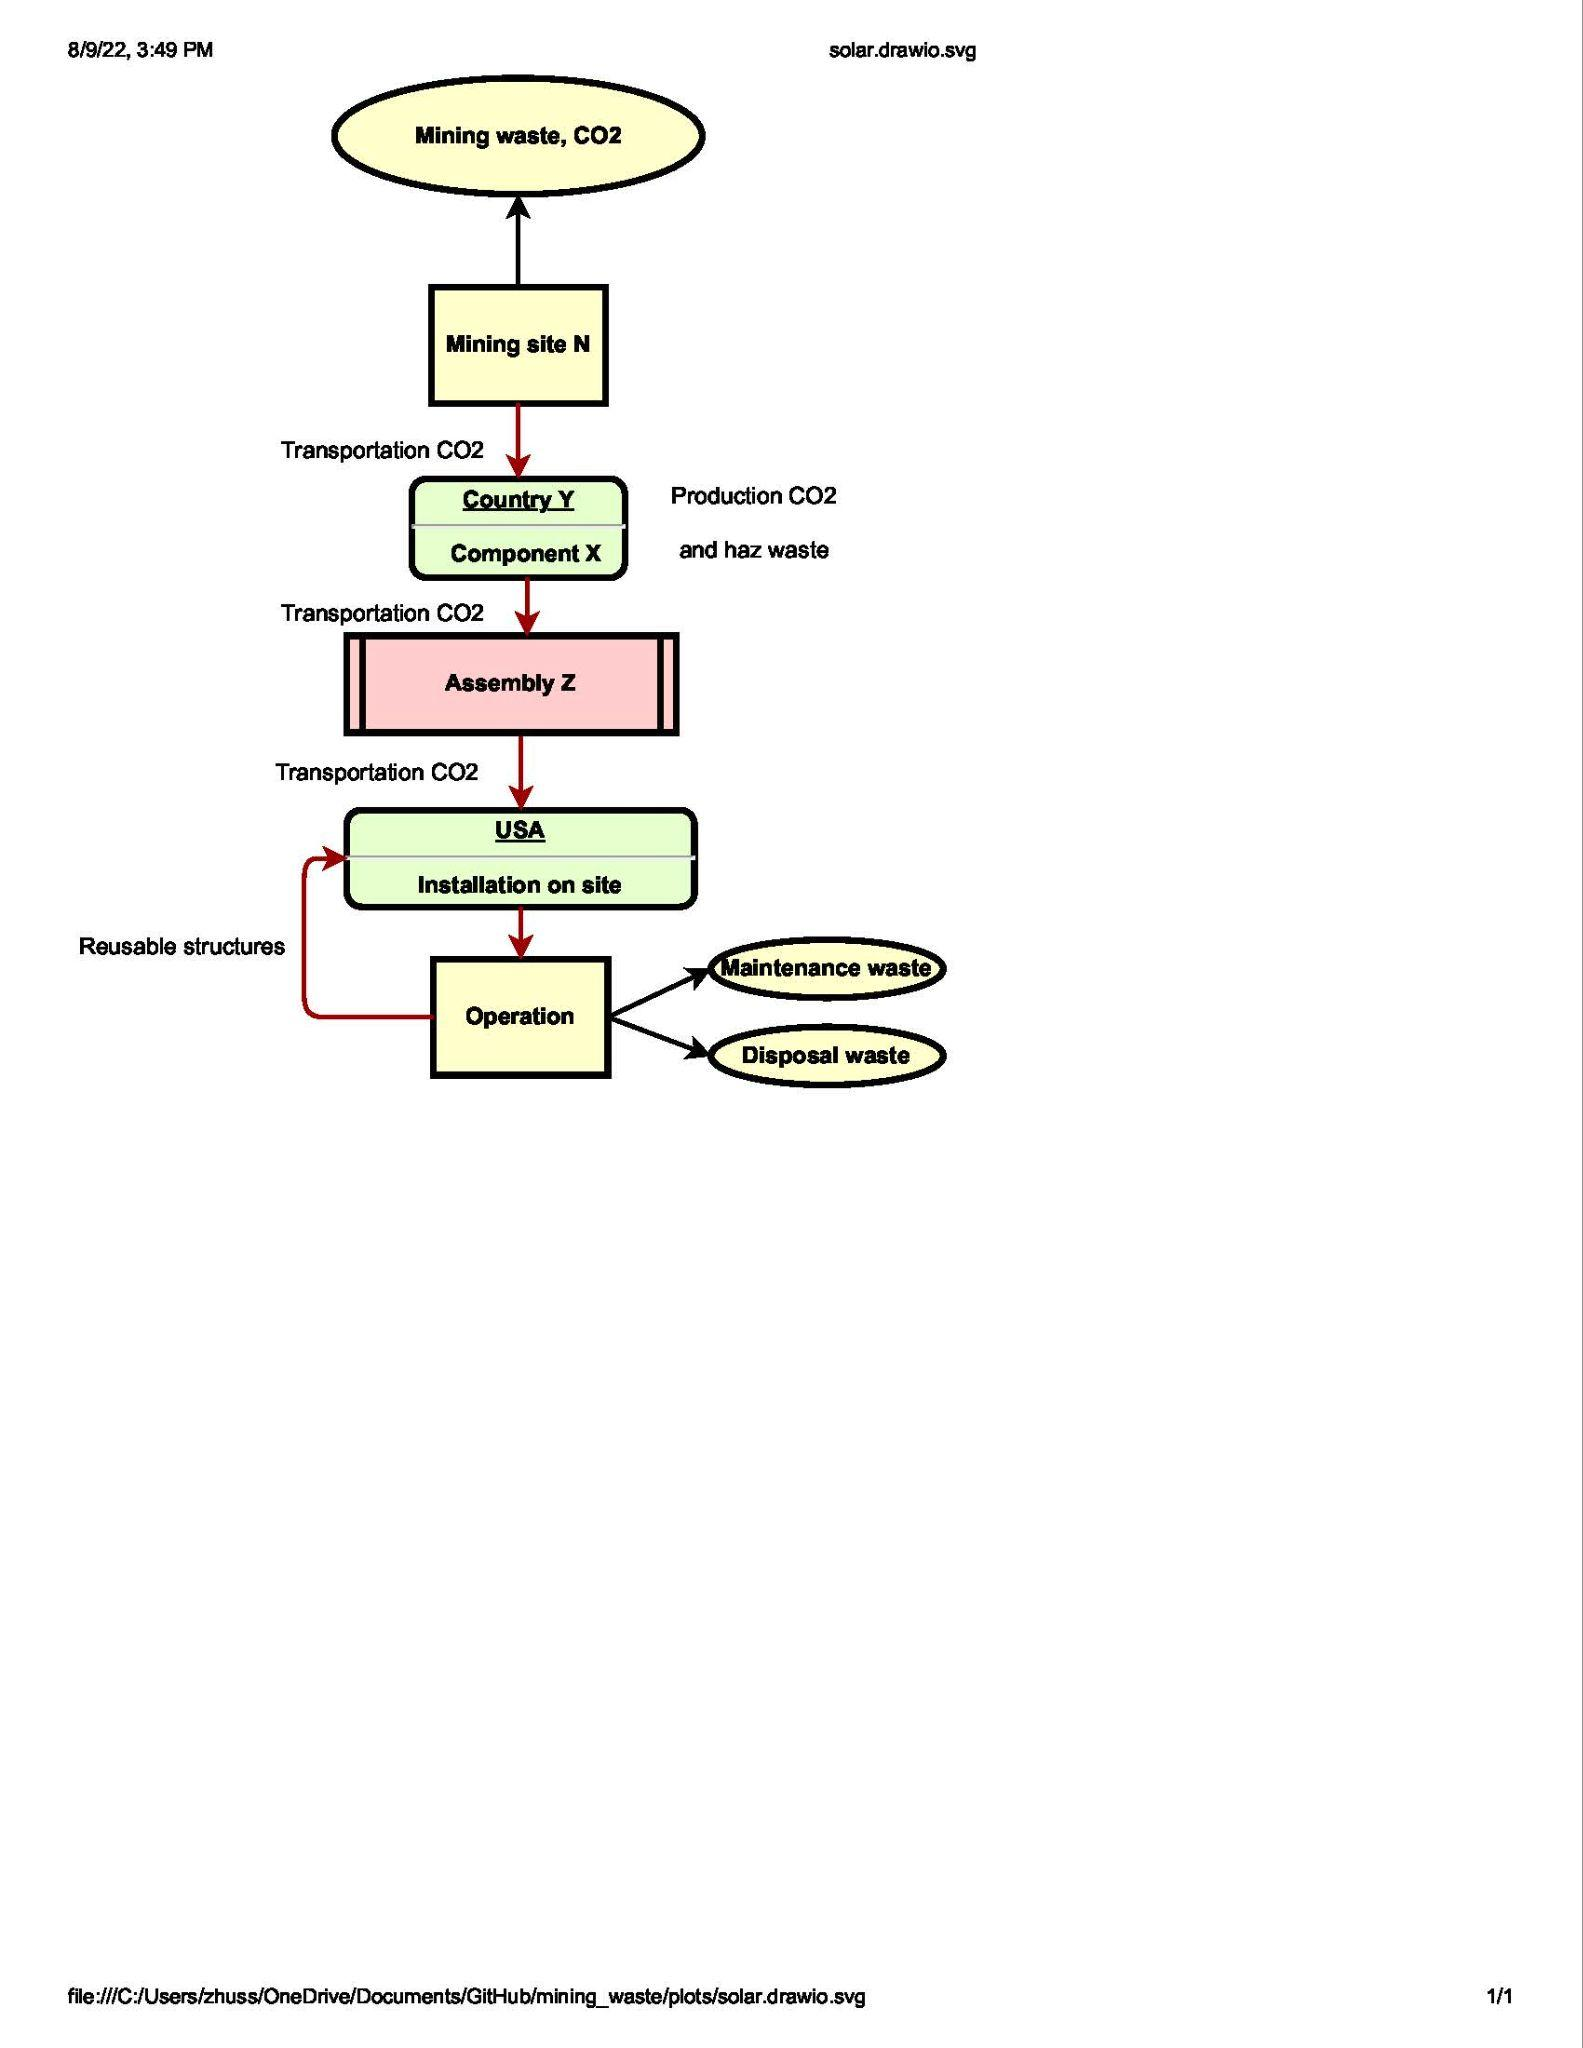 8/9/22, 3:49 PM
solar.drawio.svg
Mining waste, CO2
Mining site N
Transportation CO2
Country Y
Production CO2
Component X
and haz waste
Transportation CO2
Assembly Z
Transportation CO2
USA
Installation on site
Reusable structures
Maintenance waste
Operation
Disposal waste
file:///C:/Users/zhuss/OneDrive/Documents/GitHub/mining_waste/plots/solar.drawio.svg
1/1